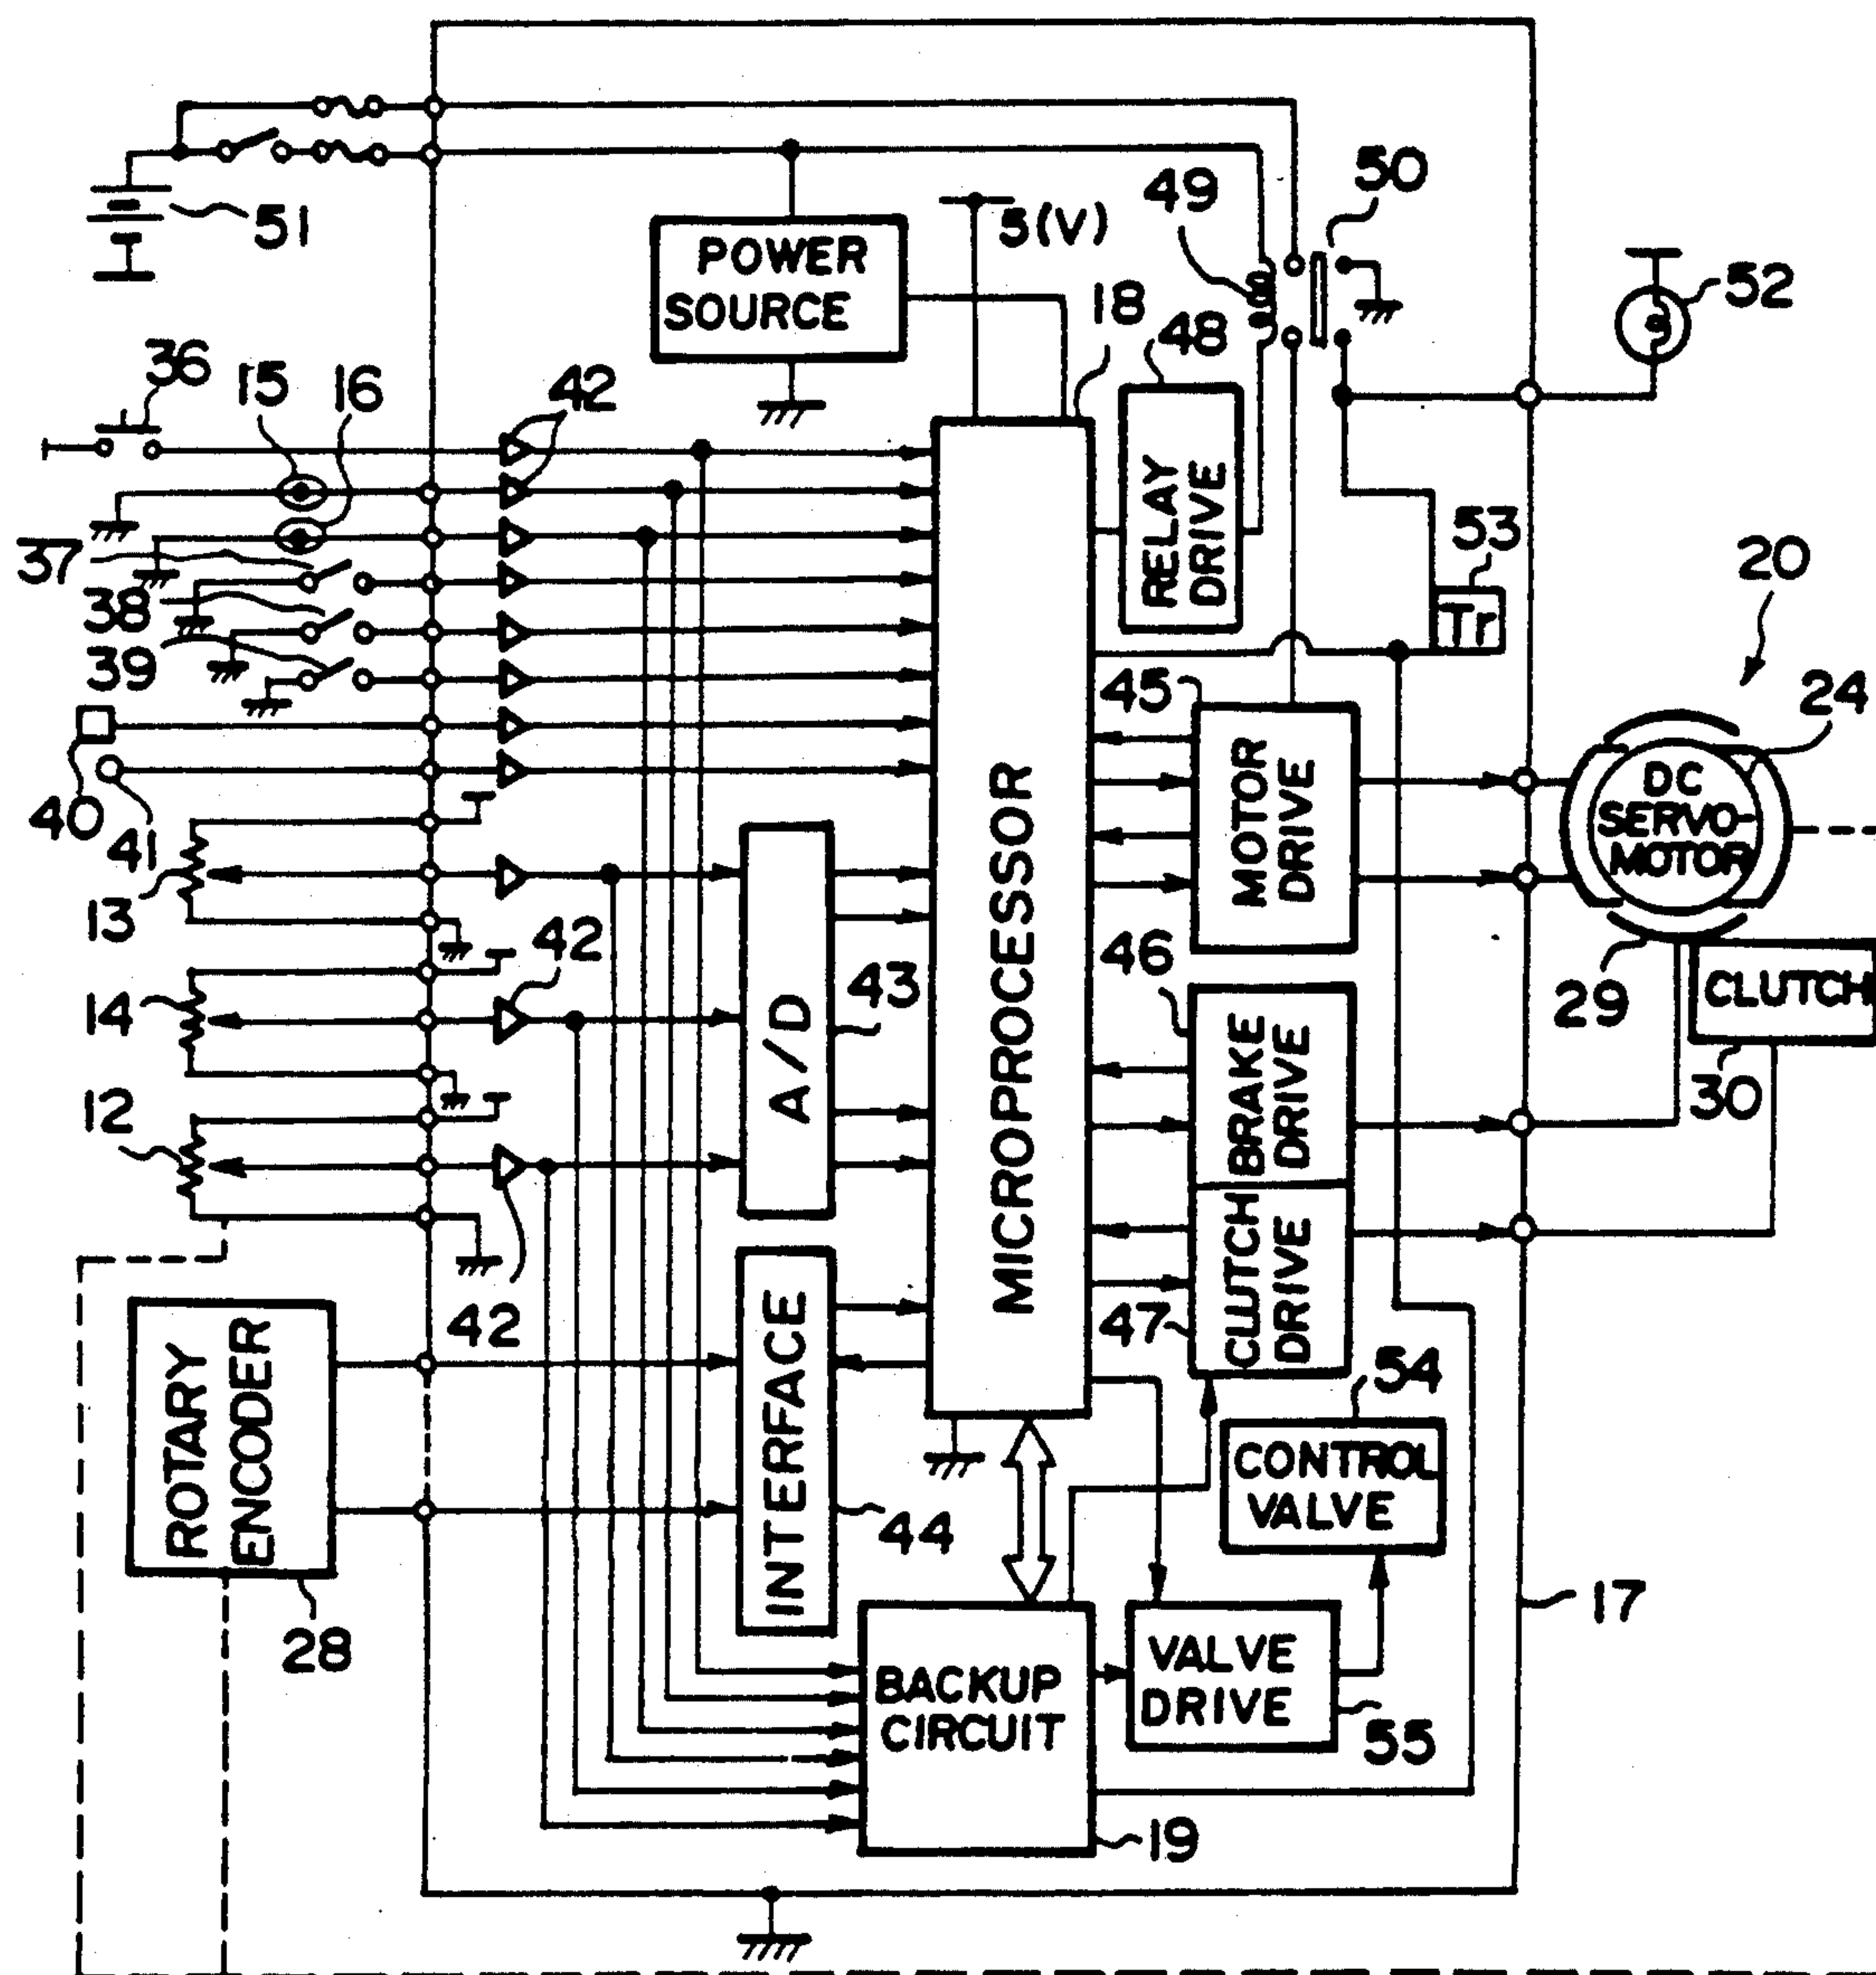 50
49
51
POWER
SOURCE
5(V)
18
48
52
36
15
16
42
RELAY
DRIVE
37
38
39
53
Tr
20
45
24
40
41
MICROPROCESSOR
MOTOR
DRIVE
DC
SERVO-
MOTOR
13
42
43
46
29
CLUTCH
30
14
A/D
BRAKE
DRIVE
12
42
47
CLUTCH
DRIVE
54
ROTARY
ENCODER
INTERFACE
44
CONTROL
VALVE
28
17
BACKUP
CIRCUIT
VALVE
DRIVE
55
19